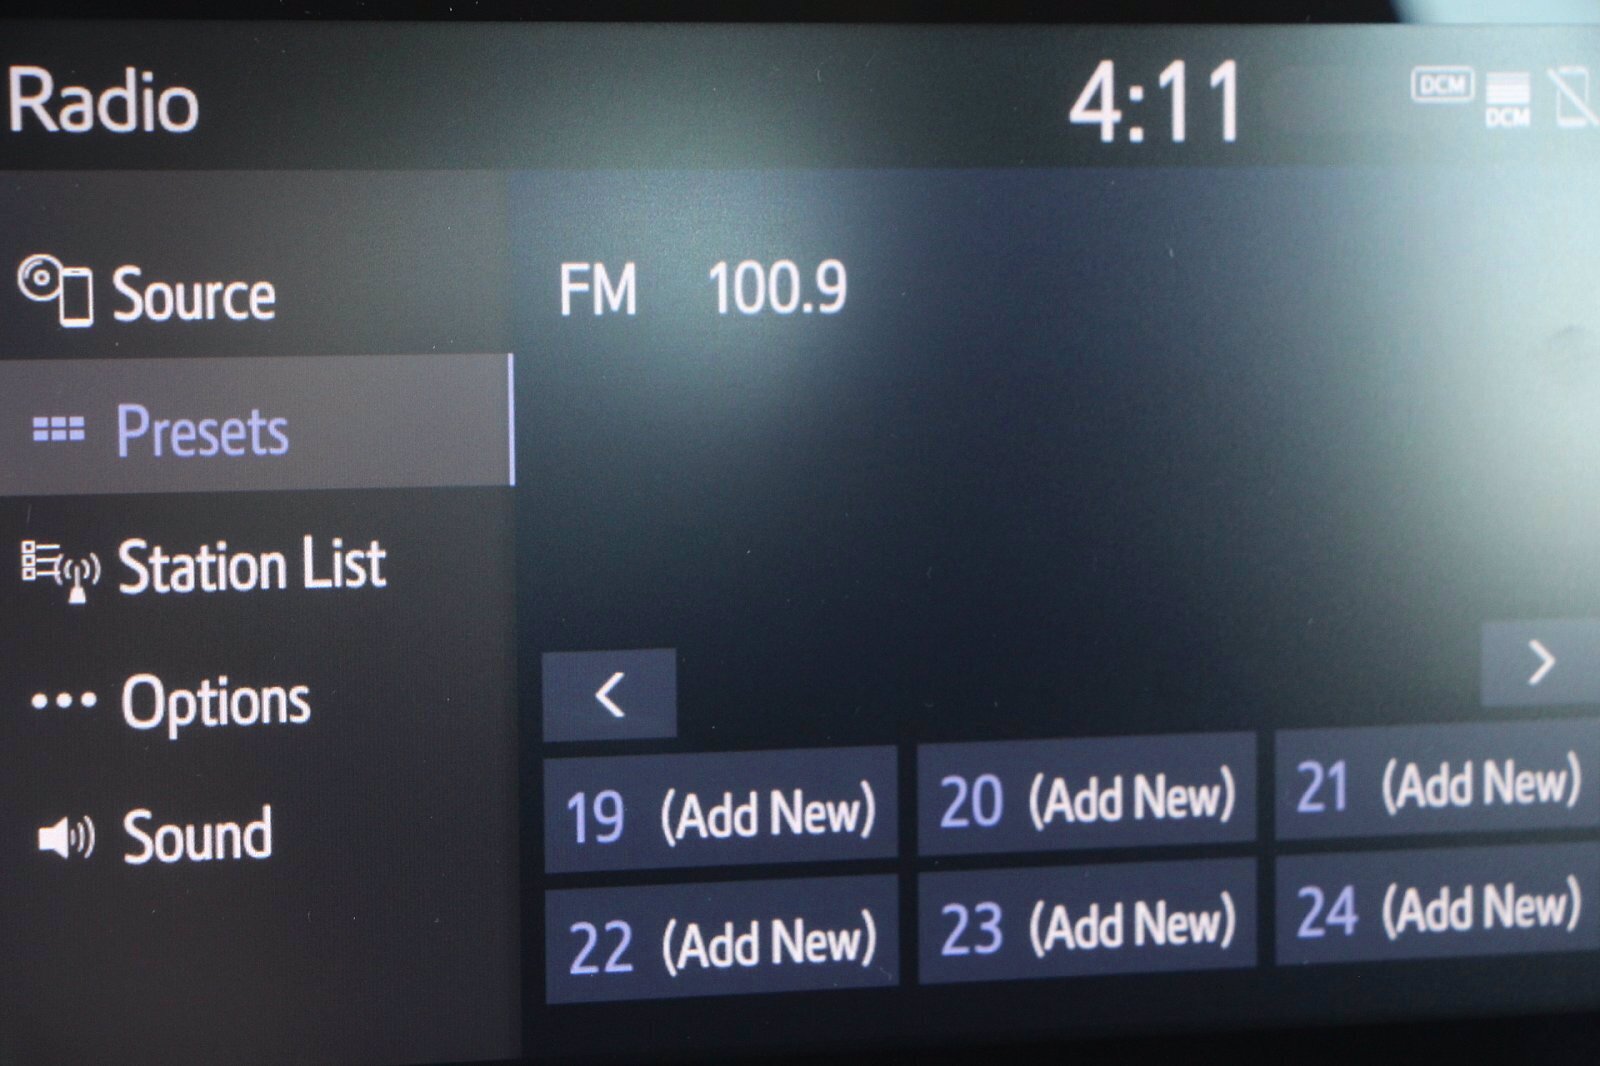 Radio
4:11
DCM
DCM
Source
FM 100.9
Presets
Station List
Options
Sound
<
>
19 (Add New)
20 (Add New)
21 (Add New)
22 (Add New)
23 (Add New)
24 (Add New)